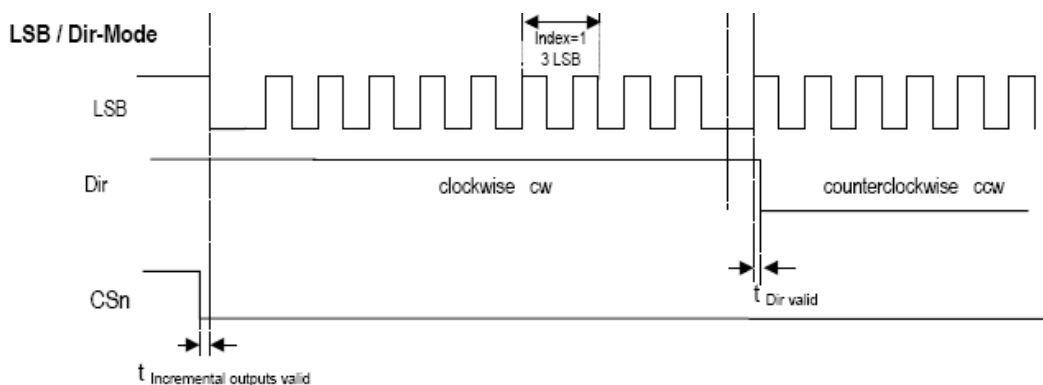 LSB / Dir-Mode
Index=1
3 LSB
LSB
Dir
clockwise cw
counterclockwise ccw
CSn
t Dir valid
t Incremental outputs valid